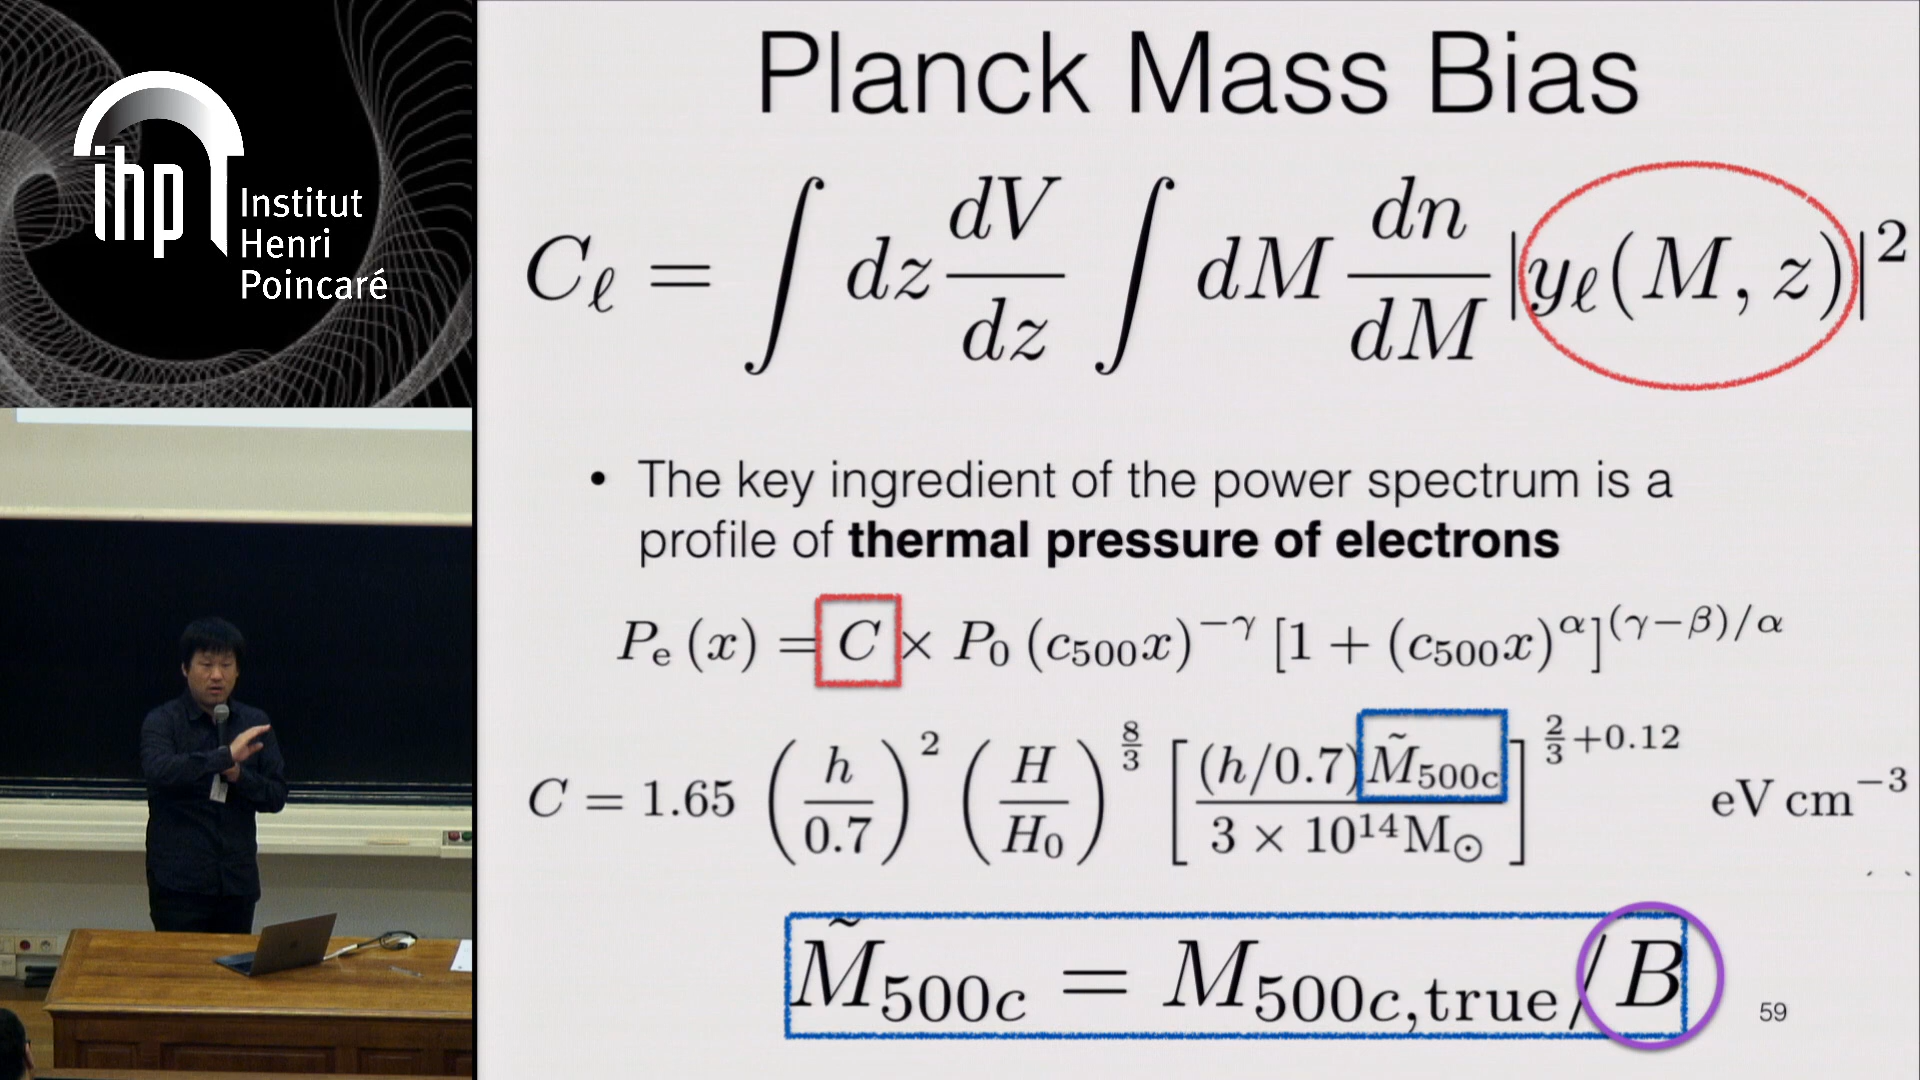 ihp
Institut
Henri
Poincaré
Planck Mass Bias
C_ℓ = ∫ dz dV/dz ∫ dM dn/dM |y_ℓ(M, z)|²
• The key ingredient of the power spectrum is a
profile of thermal pressure of electrons
P_e (x) = C × P_0 (c_500 x)^{−γ} [1 + (c_500 x)^α]^{(γ−β)/α}
C = 1.65 (h/0.7)^2 (H/H_0)^{8/3} [(h/0.7) M̃_500c / 3 × 10^14 M_⊙]^{2/3+0.12} eV cm^{−3}
M̃_500c = M_500c,true/B
59